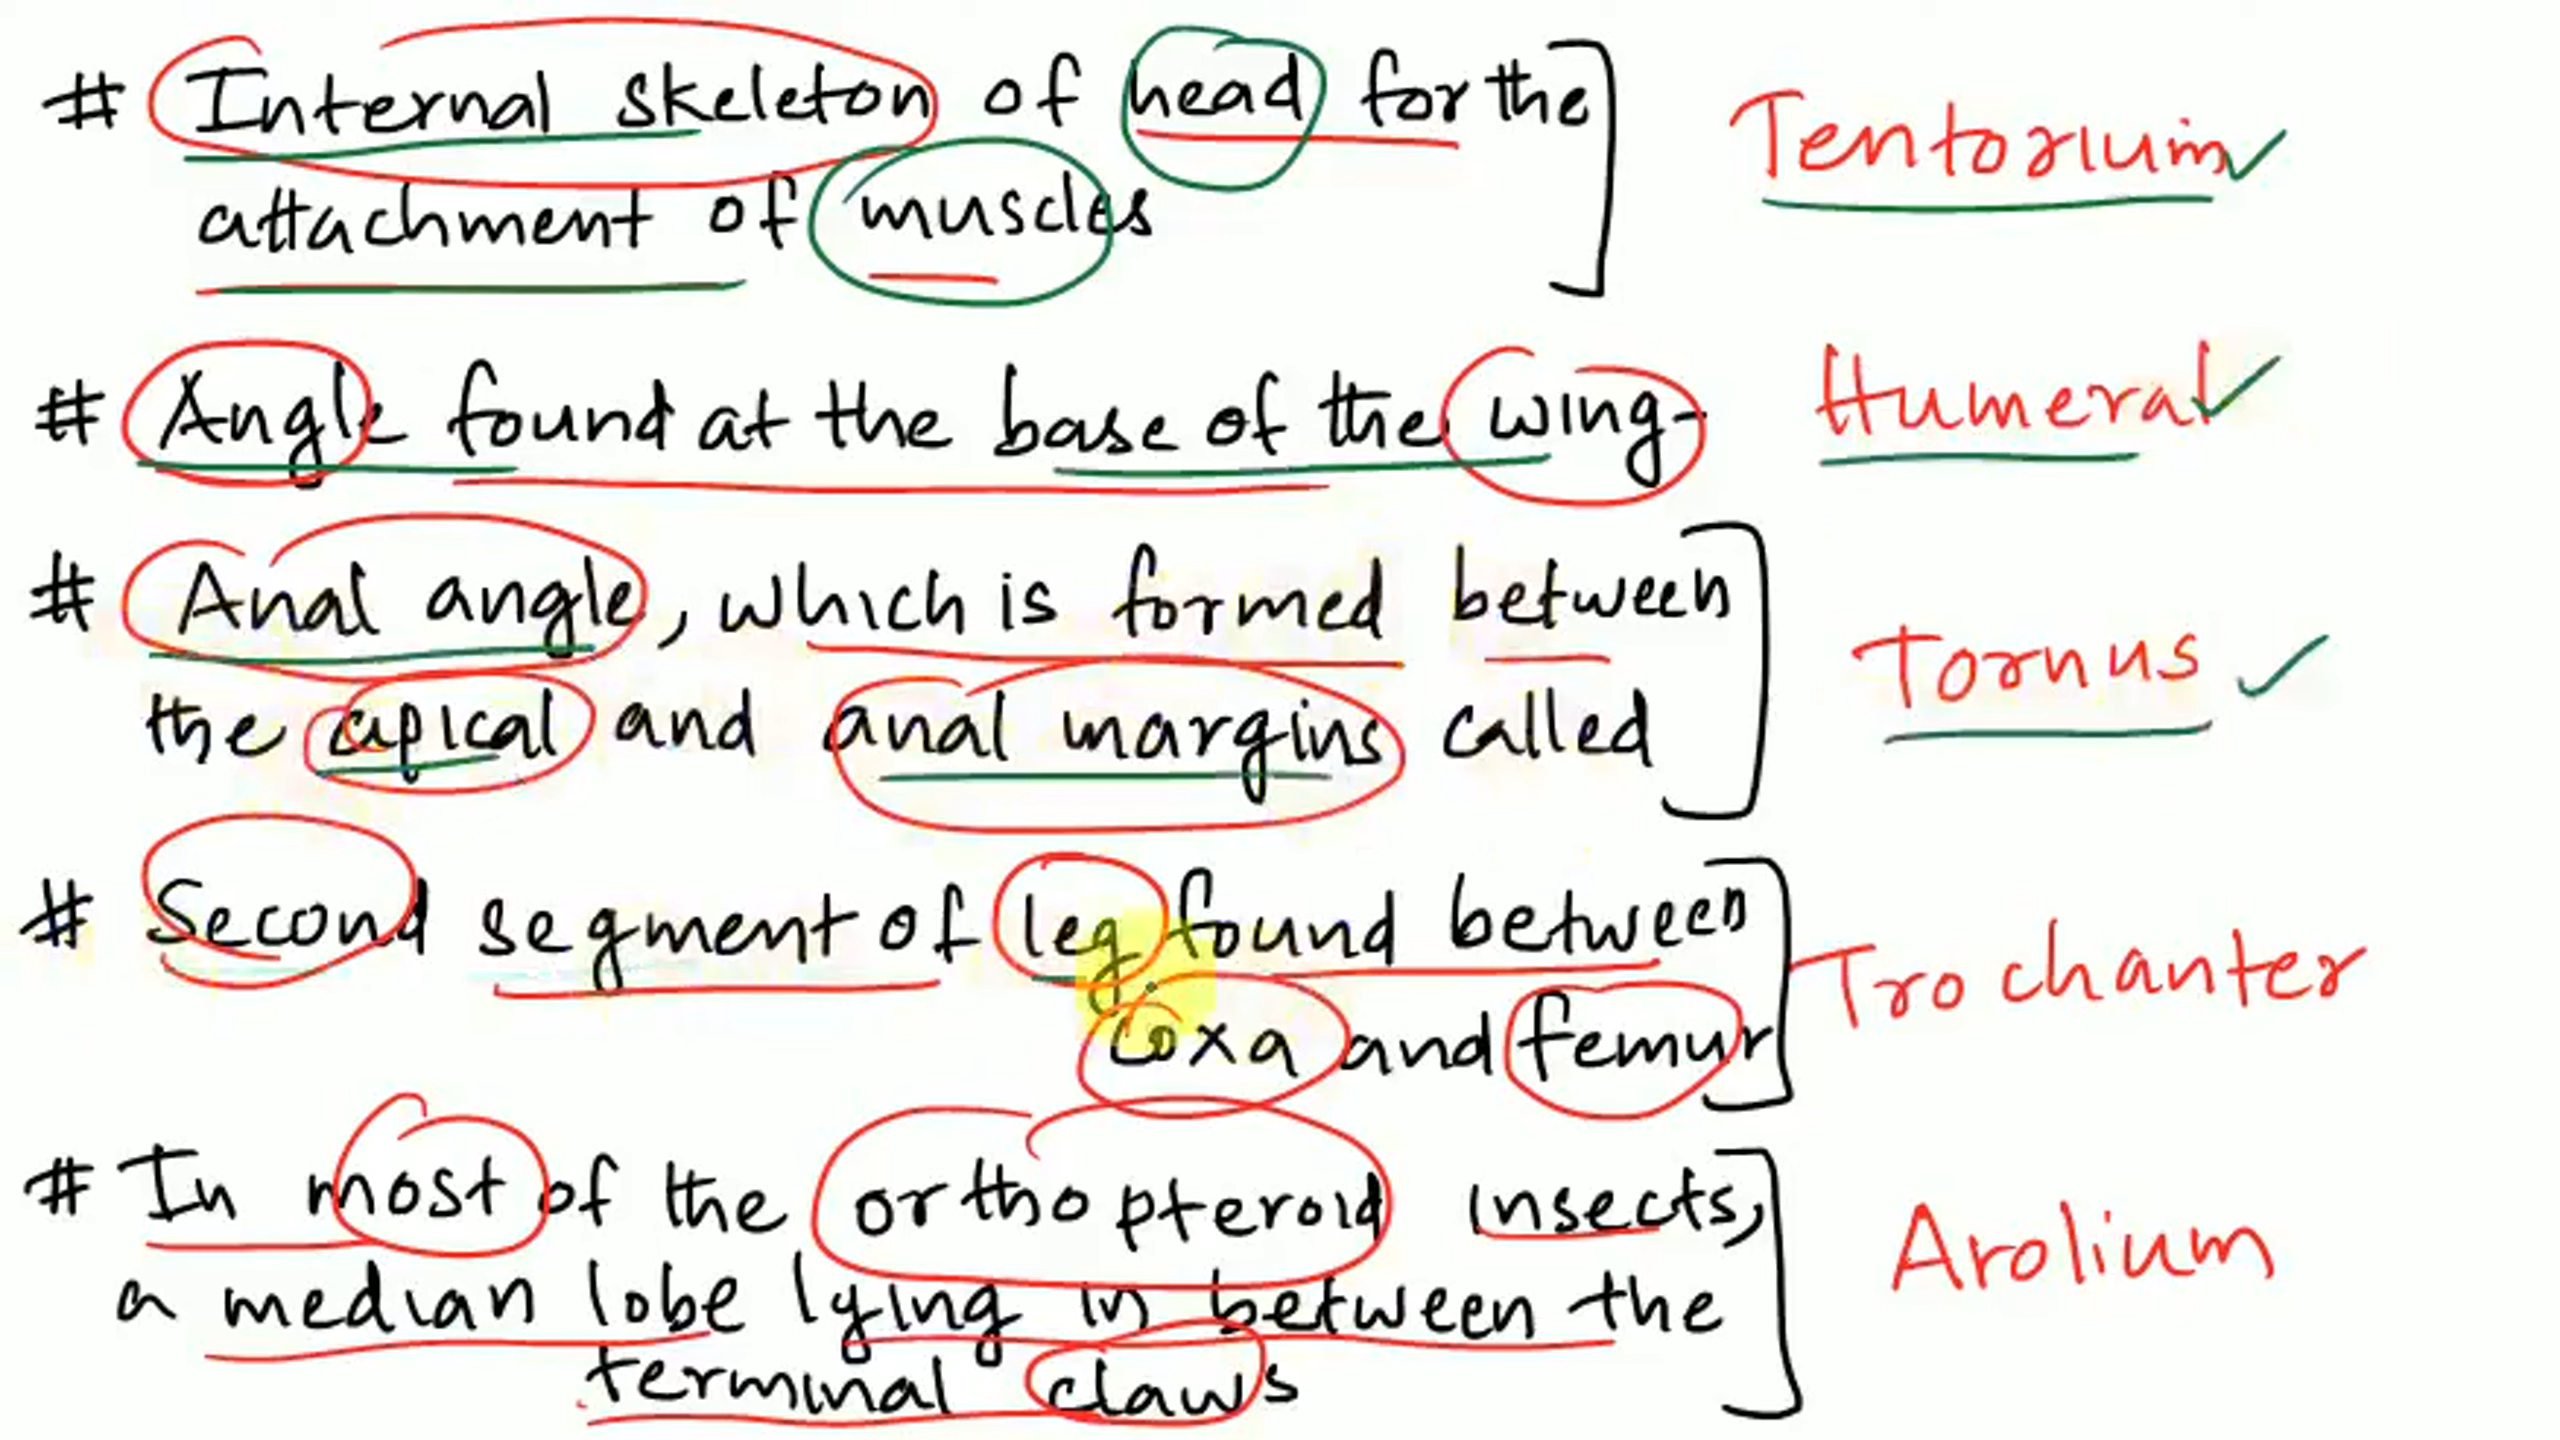 # Internal skeleton of head for the
attachment of muscles
Tentorium
# Angle found at the base of the wing-
Humeral
# Anal angle, which is formed between
the apical and anal margins called
Tornus
# Second segment of leg found between
coxa and femur
Trochanter
# In most of the orthopteroid insects,
a median lobe lying in between the
terminal claws
Arolium